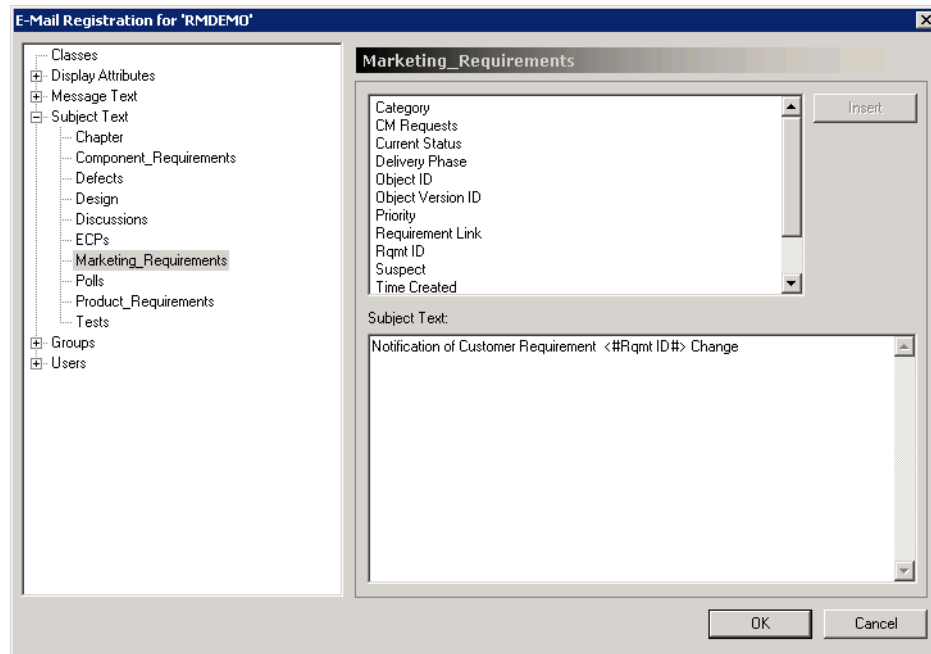 E-Mail Registration for 'RMDEMO'
Classes
Display Attributes
Message Text
Subject Text
Chapter
Component_Requirements
Defects
Design
Discussions
ECPs
Marketing_Requirements
Polls
Product_Requirements
Tests
Groups
Users
Marketing_Requirements
Category
CM Requests
Current Status
Delivery Phase
Object ID
Object Version ID
Priority
Requirement Link
Rqmt ID
Suspect
Time Created
Insert
Subject Text:
Notification of Customer Requirement <#Rqmt ID#> Change
OK
Cancel